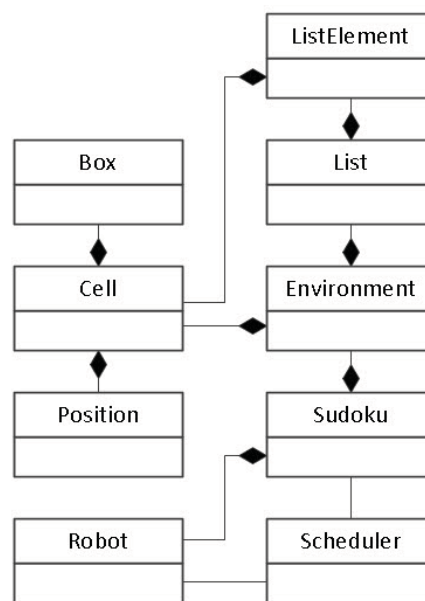 ListElement
Box
List
Cell
Environment
Position
Sudoku
Robot
Scheduler